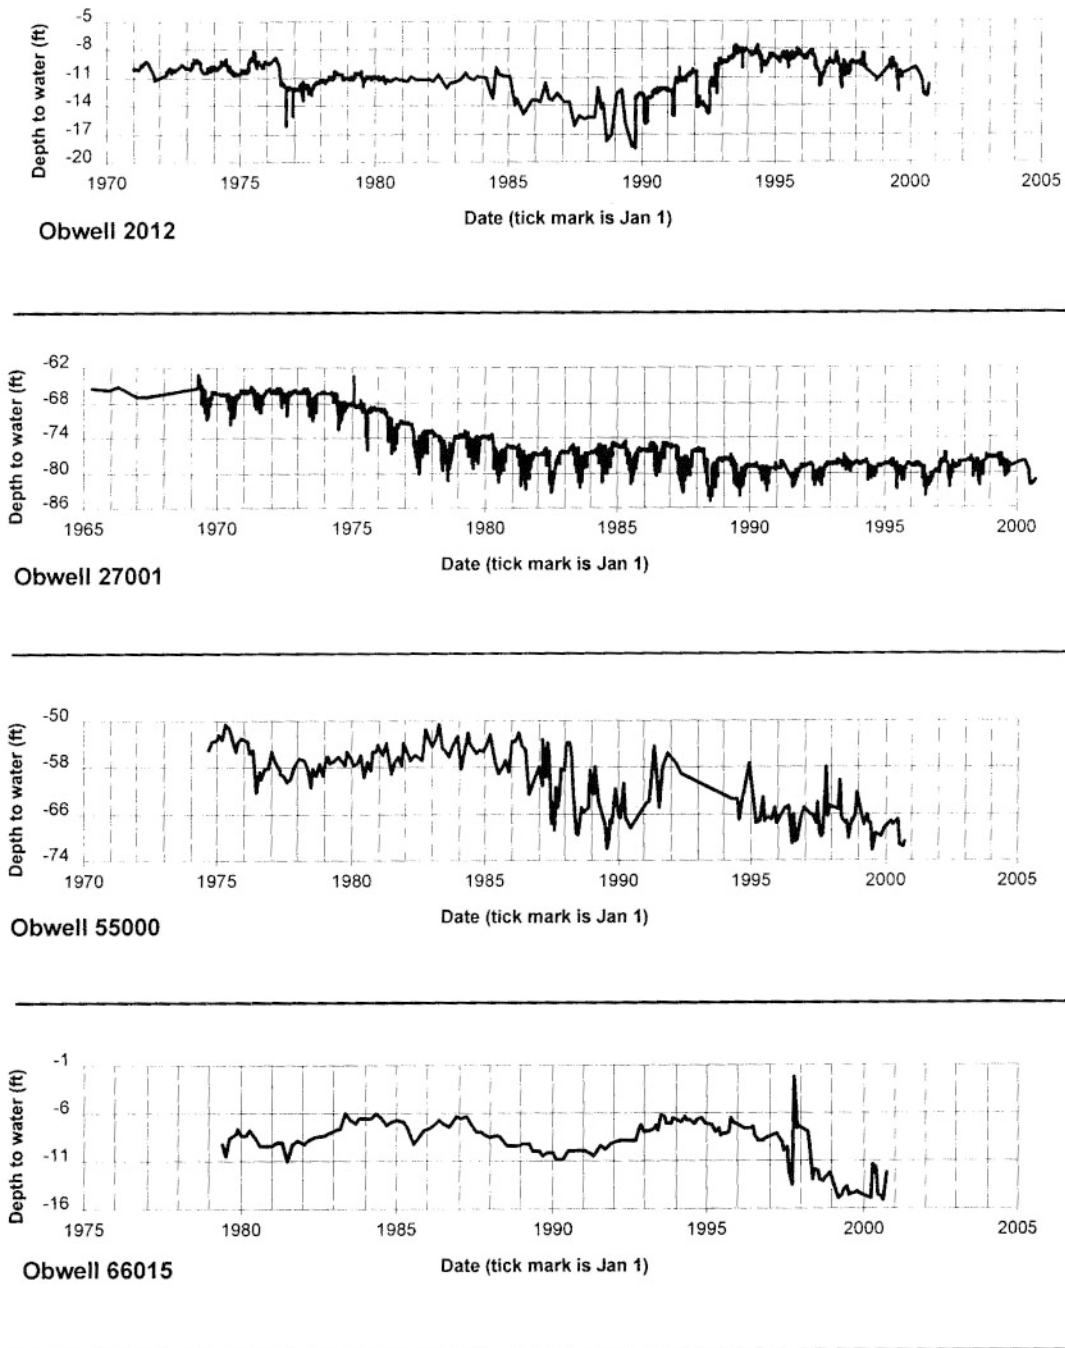 Depth to water (ft)
-5
-8
-11
-14
-17
-20
1970 1975 1980 1985 1990 1995 2000 2005
Date (tick mark is Jan 1)
Obwell 2012
Depth to water (ft)
-62
-68
-74
-80
-86
1965 1970 1975 1980 1985 1990 1995 2000
Date (tick mark is Jan 1)
Obwell 27001
Depth to water (ft)
-50
-58
-66
-74
1970 1975 1980 1985 1990 1995 2000 2005
Date (tick mark is Jan 1)
Obwell 55000
Depth to water (ft)
-1
-6
-11
-16
1975 1980 1985 1990 1995 2000 2005
Date (tick mark is Jan 1)
Obwell 66015